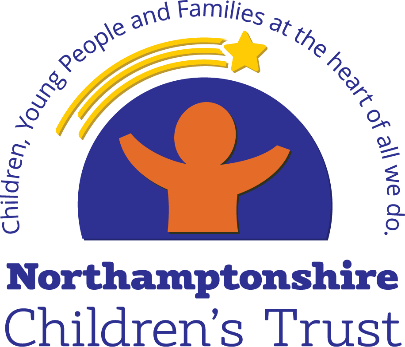 Children, Young People and Families at the heart of all we do.
Northamptonshire
Children's Trust